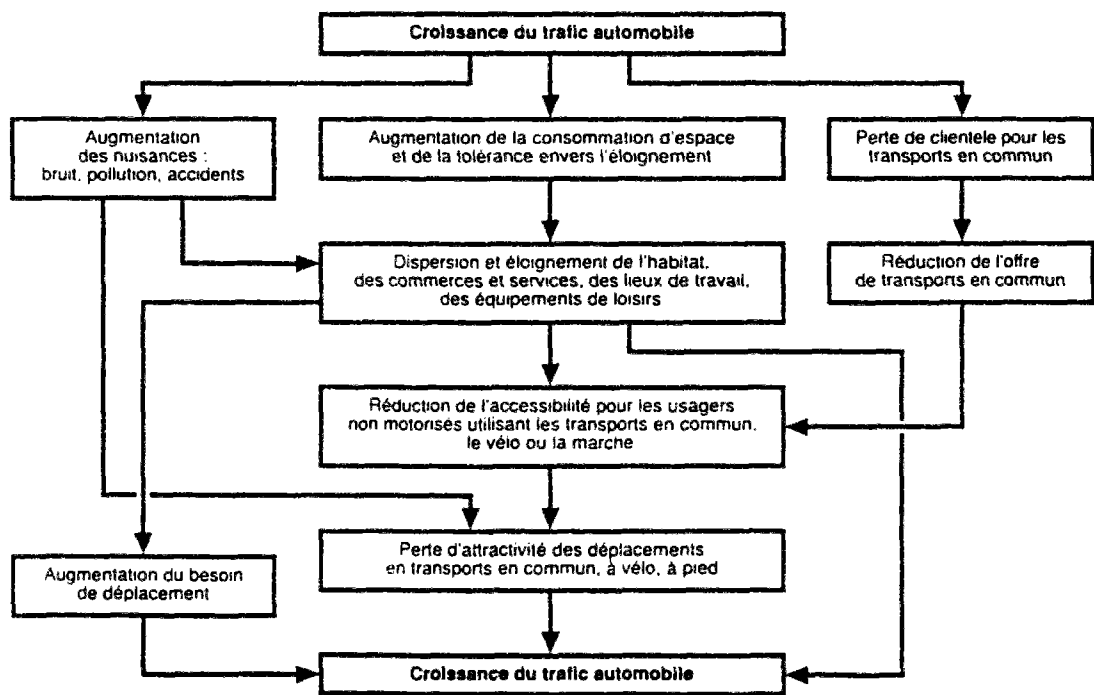 Croissance du trafic automobile
Augmentation
des nuisances :
bruit, pollution, accidents
Augmentation de la consommation d'espace
et de la tolérance envers l'éloignement
Perte de clientèle pour les
transports en commun
Dispersion et éloignement de l'habitat,
des commerces et services, des lieux de travail,
des équipements de loisirs
Réduction de l'offre
de transports en commun
Réduction de l'accessibilité pour les usagers
non motorisés utilisant les transports en commun,
le vélo ou la marche
Perte d'attractivité des déplacements
en transports en commun, à vélo, à pied
Augmentation du besoin
de déplacement
Croissance du trafic automobile